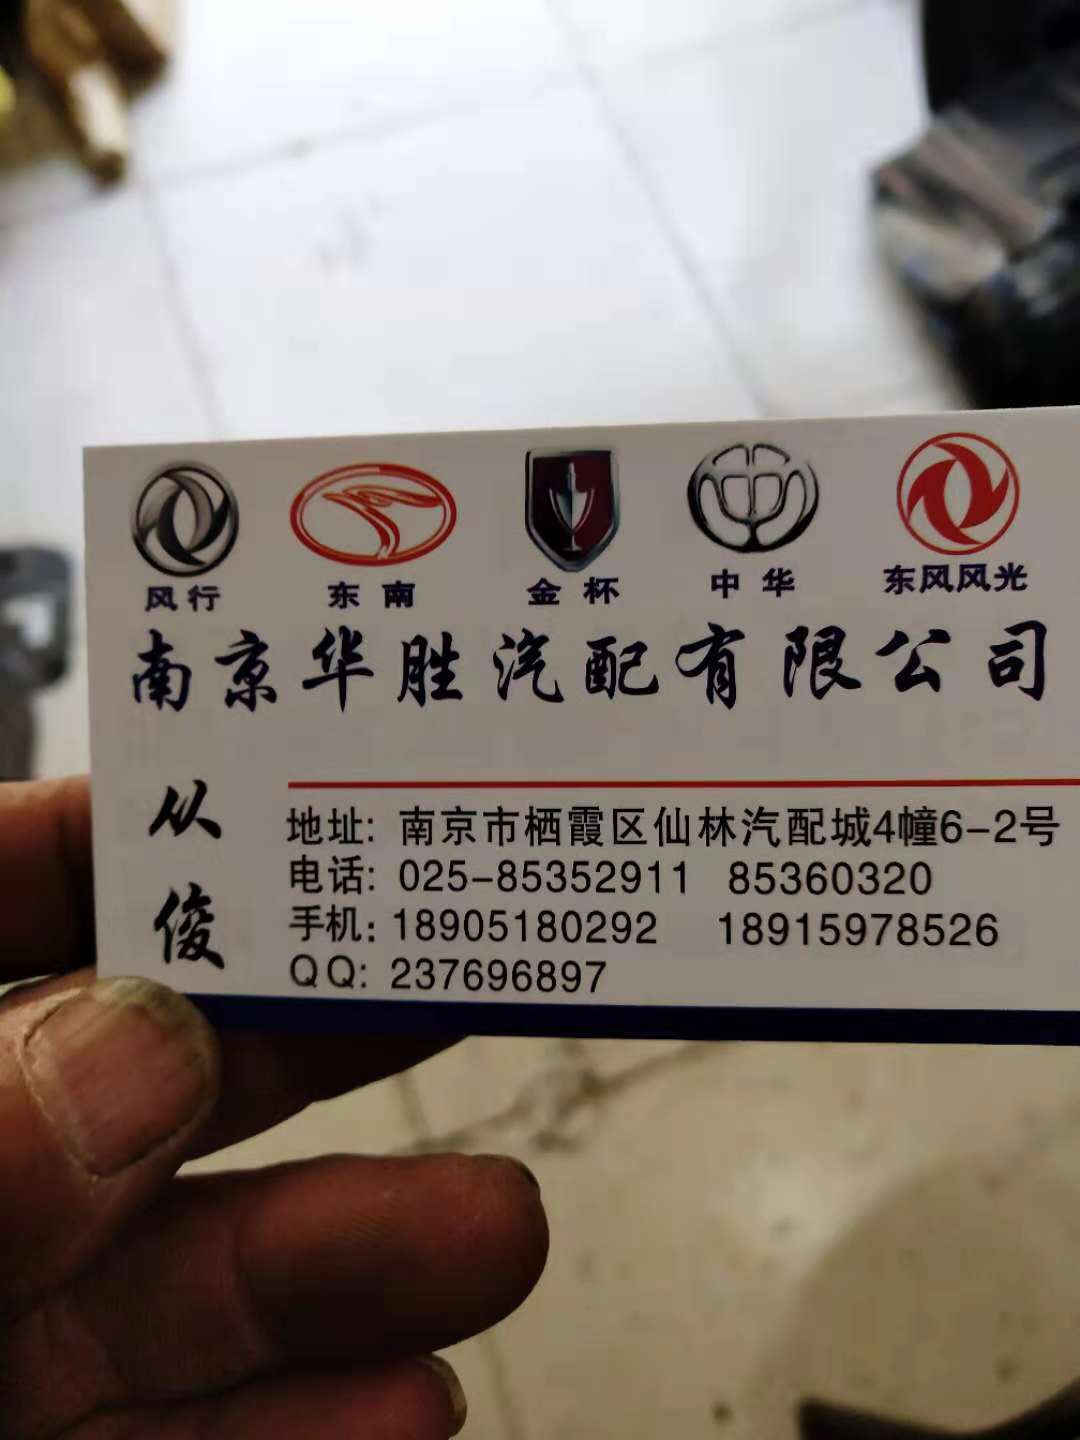 风行 东南 金杯 中华 东风风光
南京华胜汽配有限公司
从俊
地址: 南京市栖霞区仙林汽配城4幢6-2号
电话: 025-85352911 85360320
手机: 18905180292 18915978526
QQ: 237696897